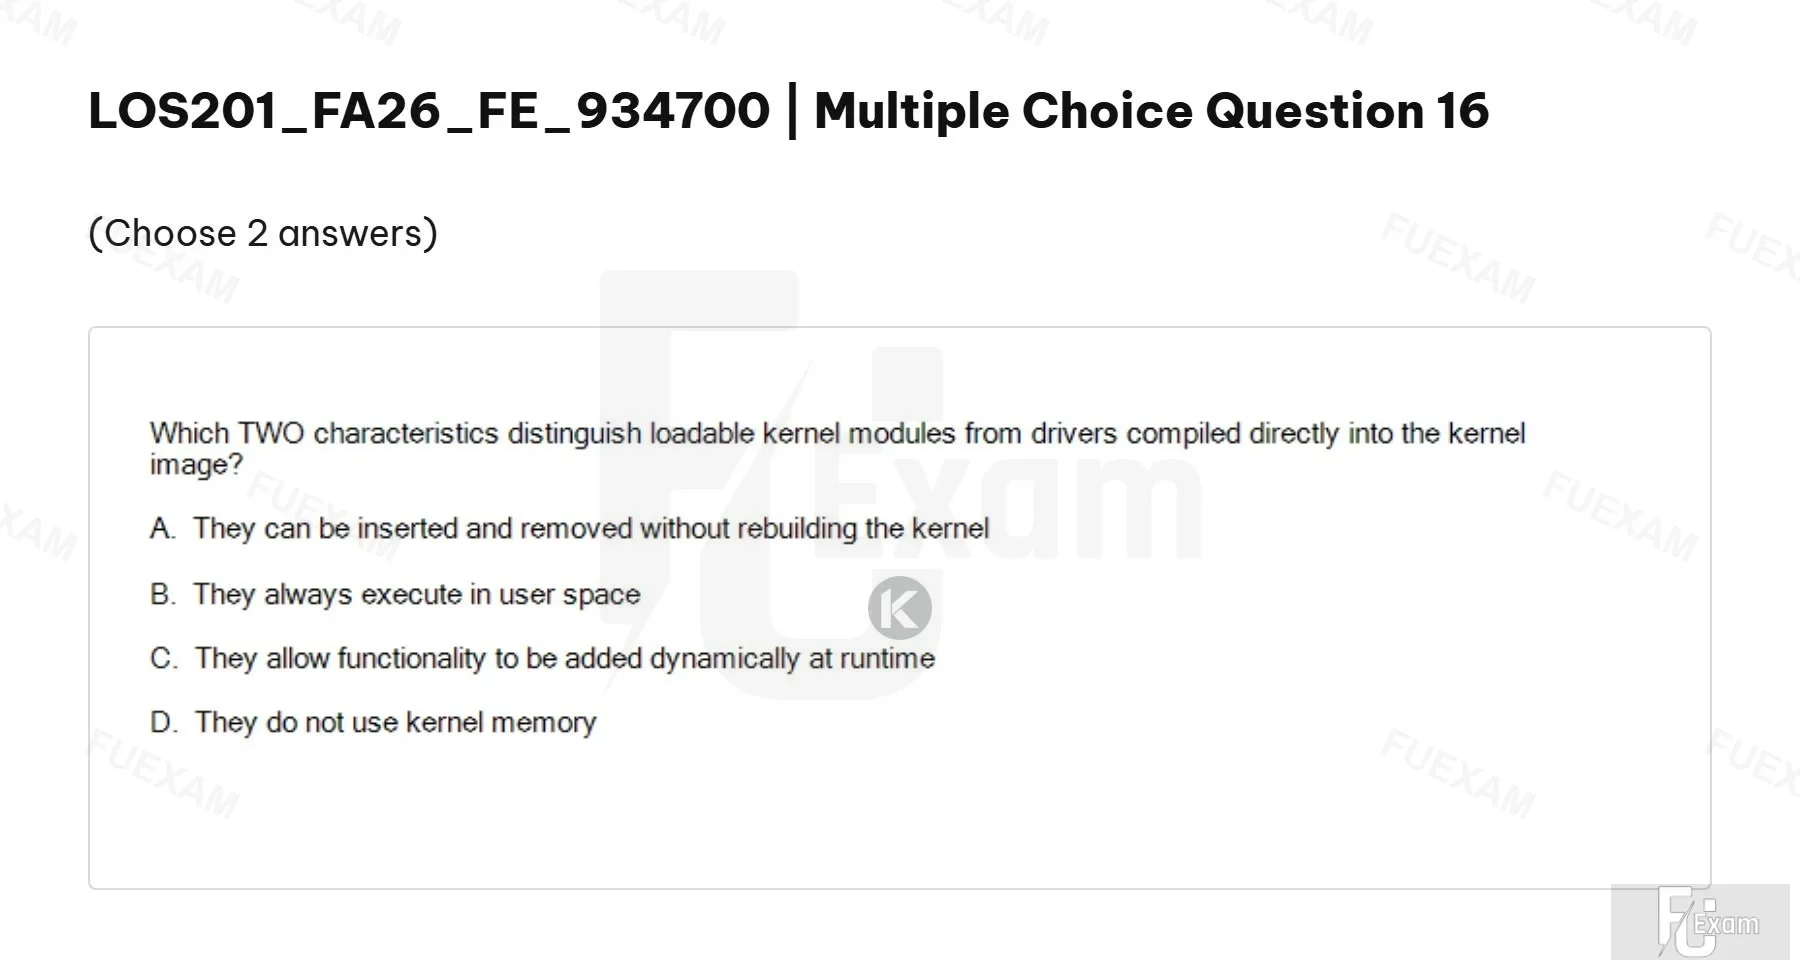 LOS201_FA26_FE_934700 | Multiple Choice Question 16
(Choose 2 answers)
Which TWO characteristics distinguish loadable kernel modules from drivers compiled directly into the kernel
image?
A. They can be inserted and removed without rebuilding the kernel
B. They always execute in user space
C. They allow functionality to be added dynamically at runtime
D. They do not use kernel memory
FUEXAM
FUExam
K